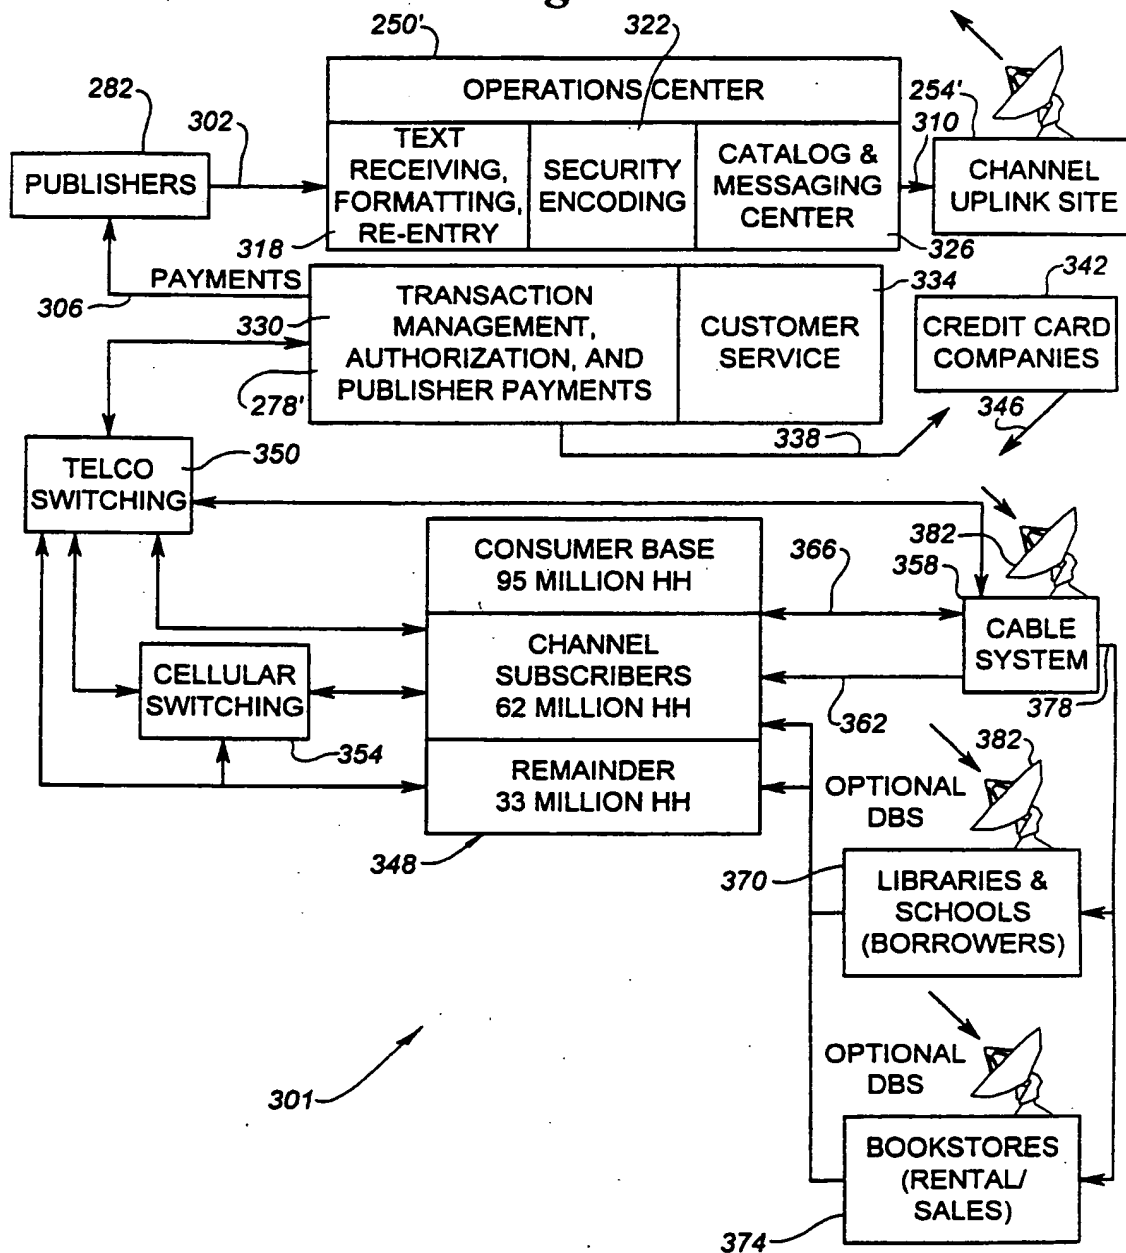 250'
322
282
302
OPERATIONS CENTER
254'
310
PUBLISHERS
TEXT
RECEIVING,
FORMATTING,
RE-ENTRY
SECURITY
ENCODING
CATALOG &
MESSAGING
CENTER
CHANNEL
UPLINK SITE
318
326
PAYMENTS
306
330
TRANSACTION
MANAGEMENT,
AUTHORIZATION, AND
PUBLISHER PAYMENTS
278'
CUSTOMER
SERVICE
334
342
CREDIT CARD
COMPANIES
346
338
TELCO
SWITCHING
350
CONSUMER BASE
95 MILLION HH
366
382
358
CABLE
SYSTEM
CHANNEL
SUBSCRIBERS
62 MILLION HH
CELLULAR
SWITCHING
354
362
378
REMAINDER
33 MILLION HH
348
382
OPTIONAL
DBS
370
LIBRARIES &
SCHOOLS
(BORROWERS)
301
OPTIONAL
DBS
BOOKSTORES
(RENTAL/
SALES)
374